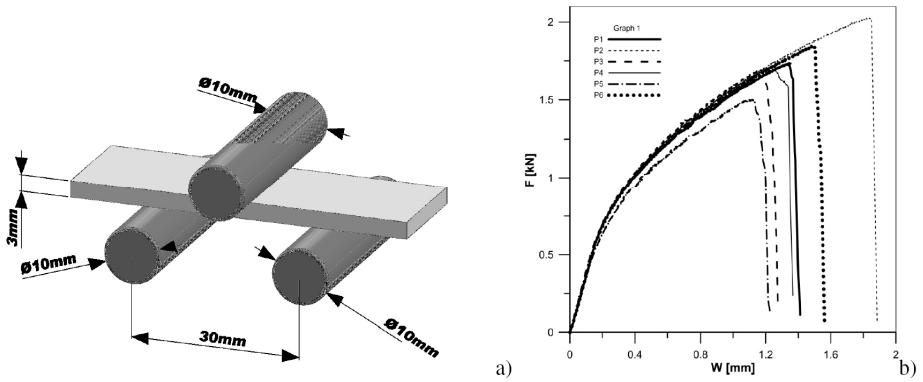 Ø10mm
3mm
Ø10mm
30mm
Ø10mm
a)
Graph 1
P1
P2
P3
P4
P5
P6
F [kN]
2
1.5
1
0.5
0
0
0.4
0.8
1.2
1.6
2
W [mm]
b)